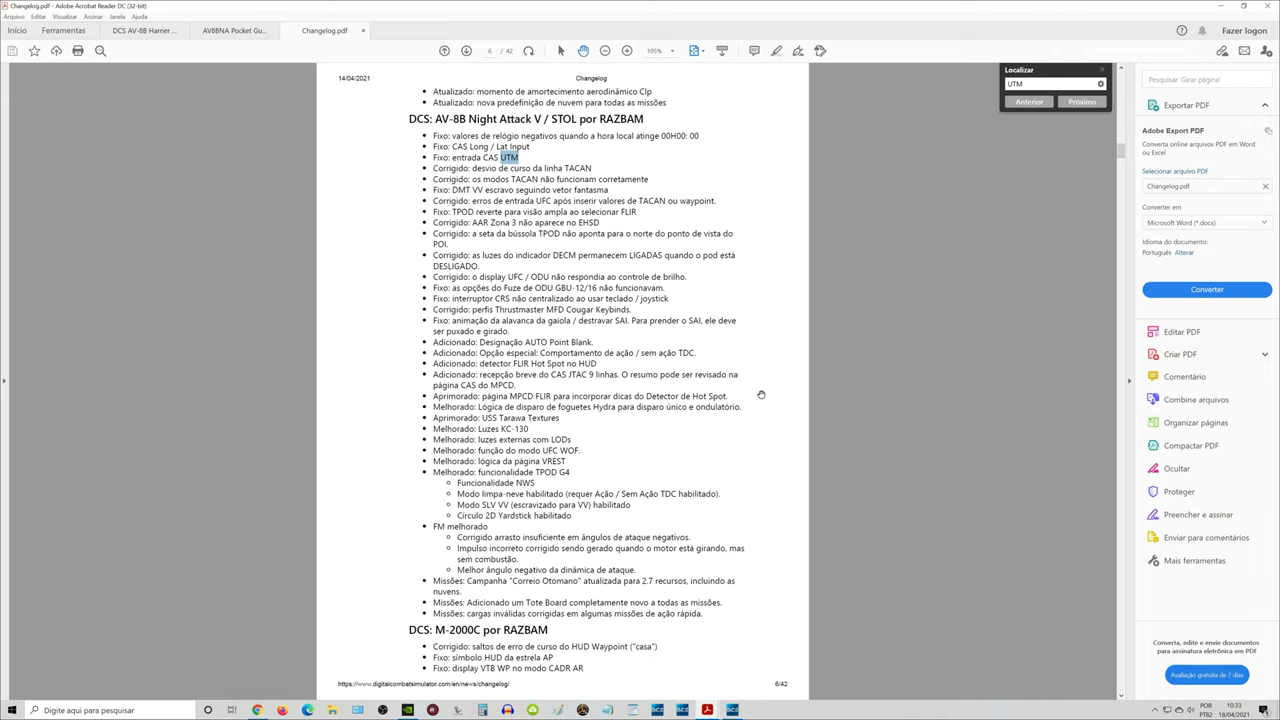 Changelog.pdf - Adobe Acrobat Reader DC (32-bit)
Arquivo Editar Visualizar Assinar Janela Ajuda
Início Ferramentas DCS AV-8B Harrier ... AV8BNA Pocket Gu... Changelog.pdf × Fazer logon
6 / 42 105%
14/04/2021 Changelog
Atualizado: momento de amortecimento aerodinâmico Clp
Atualizado: nova predefinição de nuvem para todas as missões
DCS: AV-8B Night Attack V / STOL por RAZBAM
Fixo: valores de relógio negativos quando a hora local atinge 00H00: 00
Fixo: CAS Long / Lat Input
Fixo: entrada CAS UTM
Corrigido: desvio de curso da linha TACAN
Corrigido: os modos TACAN não funcionam corretamente
Fixo: DMT VV escravo seguindo vetor fantasma
Corrigido: erros de entrada UFC após inserir valores de TACAN ou waypoint.
Fixo: TPOD reverte para visão ampla ao selecionar FLIR
Corrigido: AAR Zona 3 não aparece no EHSD
Corrigido: a seta da bússola TPOD não aponta para o norte do ponto de vista do
POI.
Corrigido: as luzes do indicador DECM permanecem LIGADAS quando o pod está
DESLIGADO.
Corrigido: o display UFC / ODU não respondia ao controle de brilho.
Fixo: as opções do Fuze de ODU GBU-12/16 não funcionavam.
Fixo: interruptor CRS não centralizado ao usar teclado / joystick
Corrigido: perfis Thrustmaster MFD Cougar Keybinds.
Fixo: animação da alavanca da gaiola / destravar SAI. Para prender o SAI, ele deve
ser puxado e girado.
Adicionado: Designação AUTO Point Blank.
Adicionado: Opção especial: Comportamento de ação / sem ação TDC.
Adicionado: detector FLIR Hot Spot no HUD
Adicionado: recepção breve do CAS JTAC 9 linhas. O resumo pode ser revisado na
página CAS do MPCD.
Aprimorado: página MPCD FLIR para incorporar dicas do Detector de Hot Spot.
Melhorado: Lógica de disparo de foguetes Hydra para disparo único e ondulatório.
Aprimorado: USS Tarawa Textures
Melhorado: Luzes KC-130
Melhorado: luzes externas com LODs
Melhorado: função do modo UFC WOF.
Melhorado: lógica da página VREST
Melhorado: funcionalidade TPOD G4
Funcionalidade NWS
Modo limpa-neve habilitado (requer Ação / Sem Ação TDC habilitado).
Modo SLV VV (escravizado para VV) habilitado
Círculo 2D Yardstick habilitado
FM melhorado
Corrigido arrasto insuficiente em ângulos de ataque negativos.
Impulso incorreto corrigido sendo gerado quando o motor está girando, mas
sem combustão.
Melhor ângulo negativo da dinâmica de ataque.
Missões: Campanha "Correio Otomano" atualizada para 2.7 recursos, incluindo as
nuvens.
Missões: Adicionado um Tote Board completamente novo a todas as missões.
Missões: cargas inválidas corrigidas em algumas missões de ação rápida.
DCS: M-2000C por RAZBAM
Corrigido: saltos de erro de curso do HUD Waypoint ("casa")
Fixo: símbolo HUD da estrela AP
Fixo: display VTB WP no modo CADR AR
https://www.digitalcombatsimulator.com/en/news/changelog/ 6/42
Localizar
UTM
Anterior Próximo
Pesquisar 'Girar página'
Exportar PDF
Adobe Export PDF
Converta online arquivos PDF em Word
ou Excel
Selecionar arquivo PDF
Changelog.pdf ×
Converter em
Microsoft Word (*.docx)
Idioma do documento:
Português Alterar
Converter
Editar PDF
Criar PDF
Comentário
Combine arquivos
Organizar páginas
Compactar PDF
Ocultar
Proteger
Preencher e assinar
Enviar para comentários
Mais ferramentas
Converta, edite e envie documentos
para assinatura eletrônica em PDF
Avaliação gratuita de 7 dias
Digite aqui para pesquisar
POR
PTB2
10:33
18/04/2021